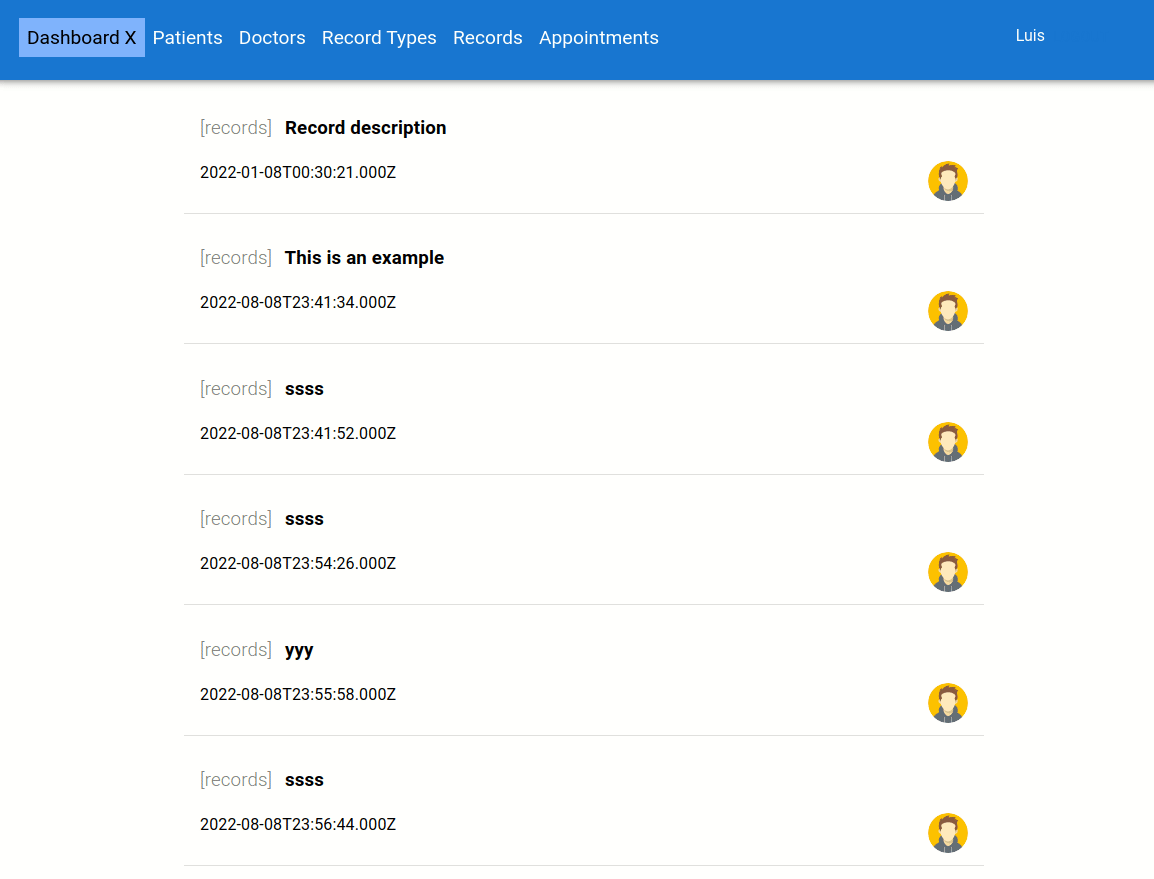 Dashboard X Patients Doctors Record Types Records Appointments Luis
[records] Record description
2022-01-08T00:30:21.000Z
[records] This is an example
2022-08-08T23:41:34.000Z
[records] ssss
2022-08-08T23:41:52.000Z
[records] ssss
2022-08-08T23:54:26.000Z
[records] yyy
2022-08-08T23:55:58.000Z
[records] ssss
2022-08-08T23:56:44.000Z